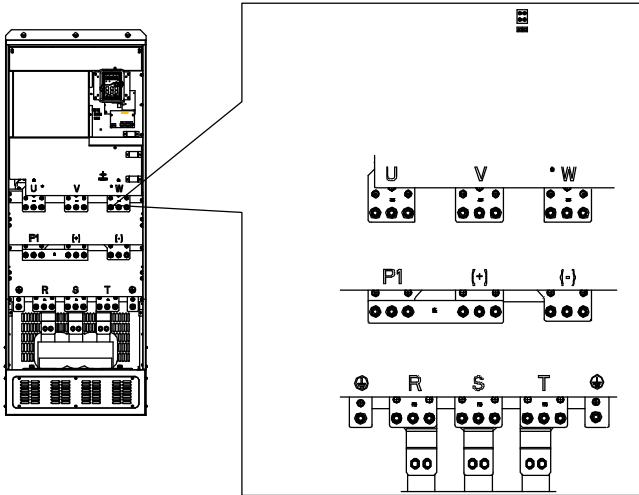 U V W
P1 (+) (-)
R S T
U V W
P1 (+) (-)
R S T